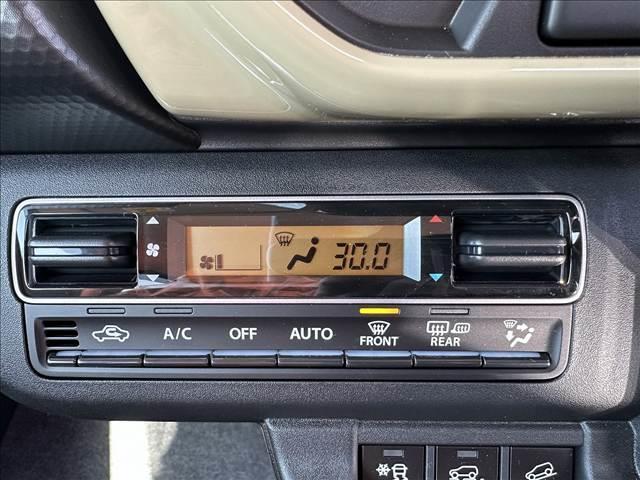 30.0
A/C OFF AUTO FRONT REAR